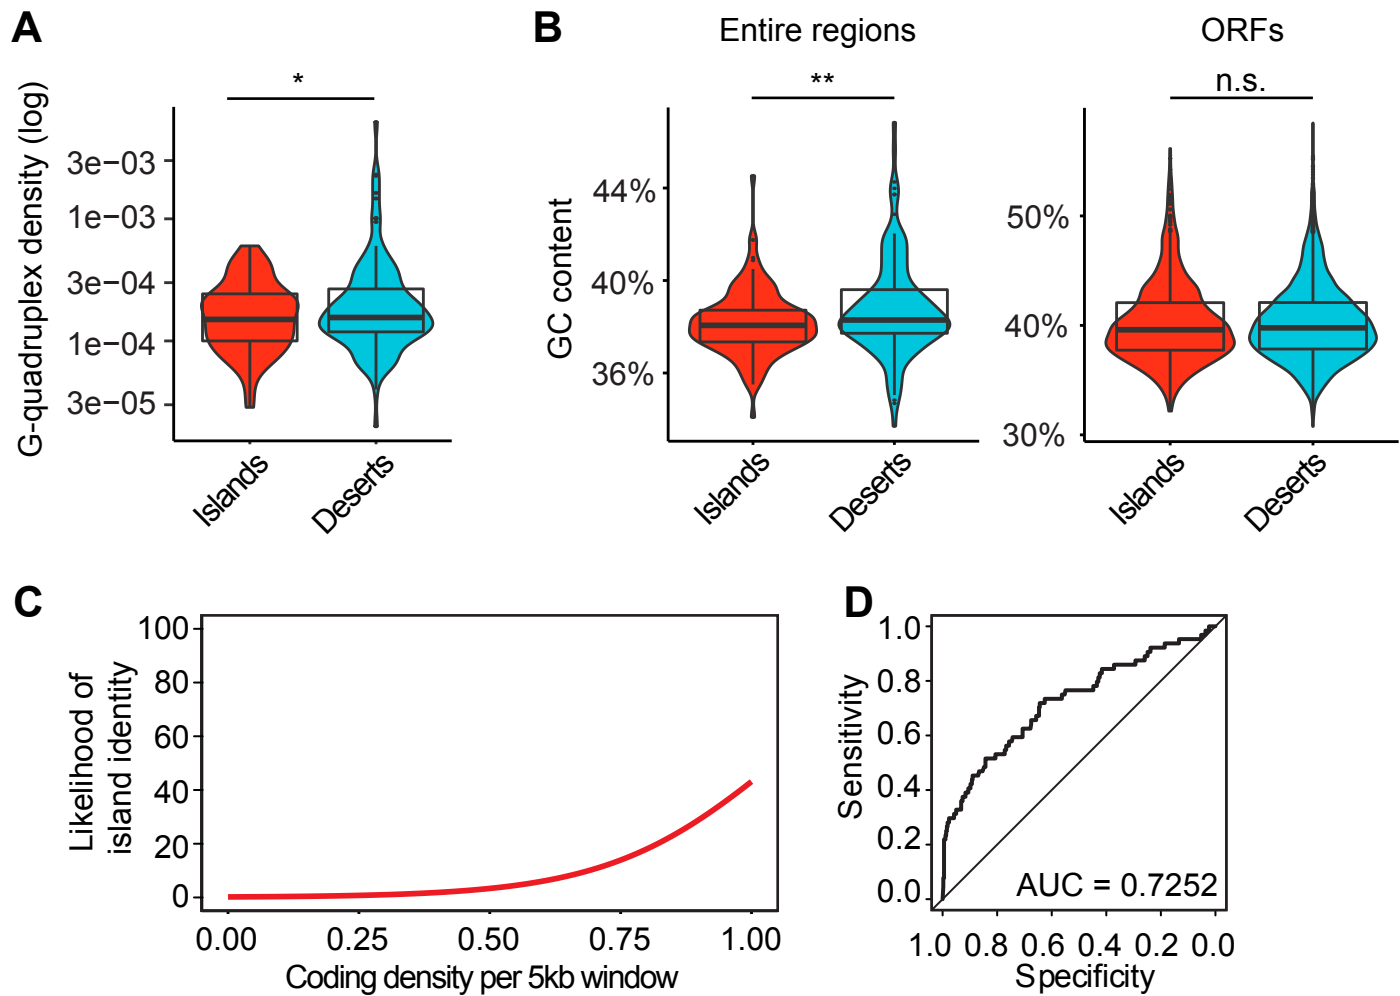 A
G-quadruplex density (log)
*
3e−03
1e−03
3e−04
1e−04
3e−05
Islands
Deserts
B
Entire regions
ORFs
**
n.s.
GC content
44%
40%
36%
Islands
Deserts
50%
40%
30%
Islands
Deserts
C
Likelihood of
island identity
100
80
60
40
20
0
0.00 0.25 0.50 0.75 1.00
Coding density per 5kb window
D
Sensitivity
1.0
0.8
0.6
0.4
0.2
0.0
AUC = 0.7252
1.0 0.8 0.6 0.4 0.2 0.0
Specificity